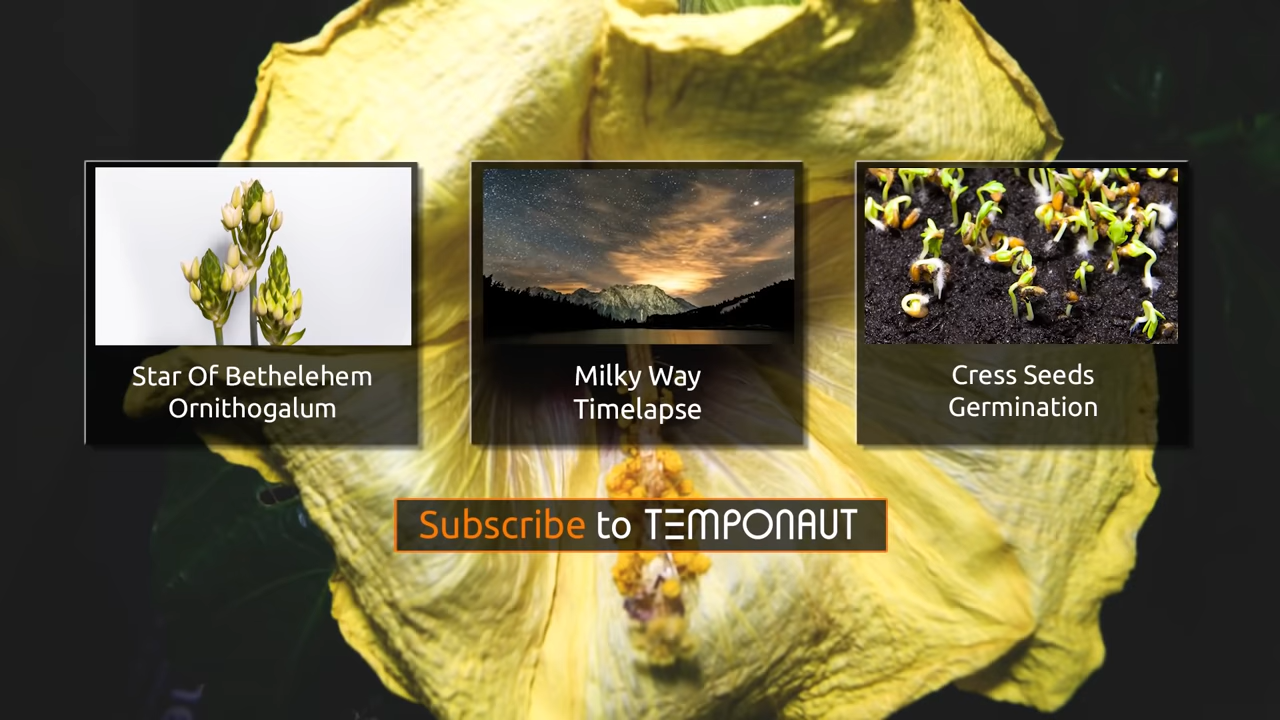 Star Of Bethelehem
Ornithogalum
Milky Way
Timelapse
Cress Seeds
Germination
Subscribe to TEMPONAUT